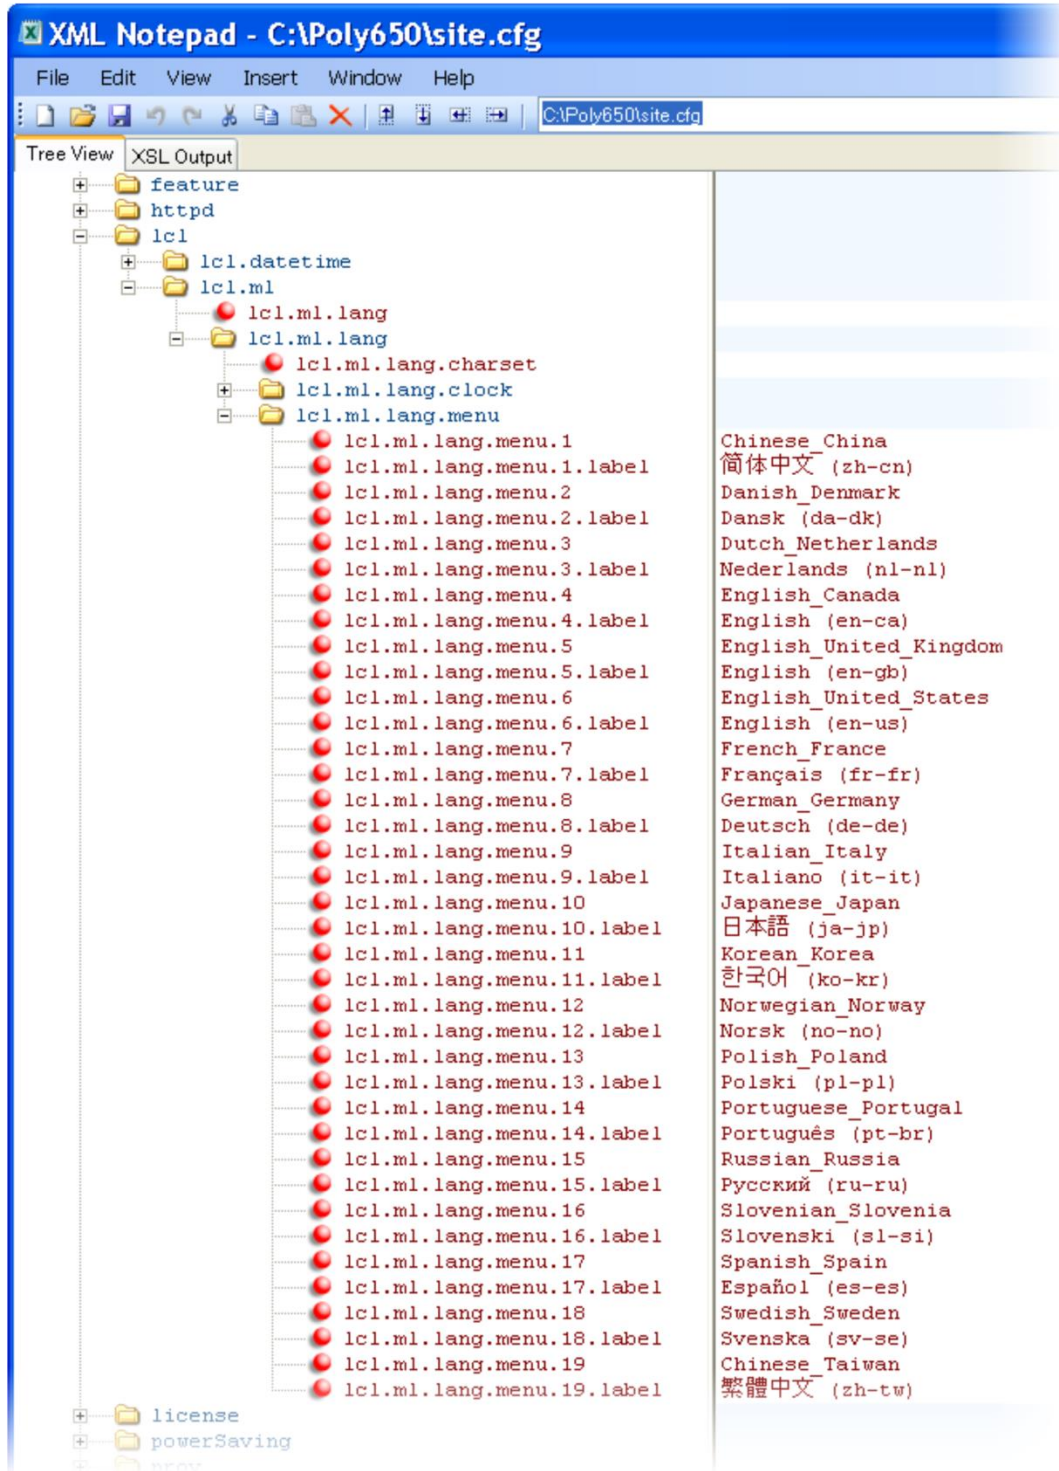 XML Notepad - C:\Poly650\site.cfg
File Edit View Insert Window Help
C:\Poly650\site.cfg
Tree View XSL Output
feature
httpd
lcl
lcl.datetime
lcl.ml
lcl.ml.lang
lcl.ml.lang
lcl.ml.lang.charset
lcl.ml.lang.clock
lcl.ml.lang.menu
lcl.ml.lang.menu.1 Chinese_China
lcl.ml.lang.menu.1.label 简体中文 (zh-cn)
lcl.ml.lang.menu.2 Danish_Denmark
lcl.ml.lang.menu.2.label Dansk (da-dk)
lcl.ml.lang.menu.3 Dutch_Netherlands
lcl.ml.lang.menu.3.label Nederlands (nl-nl)
lcl.ml.lang.menu.4 English_Canada
lcl.ml.lang.menu.4.label English (en-ca)
lcl.ml.lang.menu.5 English_United_Kingdom
lcl.ml.lang.menu.5.label English (en-gb)
lcl.ml.lang.menu.6 English_United_States
lcl.ml.lang.menu.6.label English (en-us)
lcl.ml.lang.menu.7 French_France
lcl.ml.lang.menu.7.label Français (fr-fr)
lcl.ml.lang.menu.8 German_Germany
lcl.ml.lang.menu.8.label Deutsch (de-de)
lcl.ml.lang.menu.9 Italian_Italy
lcl.ml.lang.menu.9.label Italiano (it-it)
lcl.ml.lang.menu.10 Japanese_Japan
lcl.ml.lang.menu.10.label 日本語 (ja-jp)
lcl.ml.lang.menu.11 Korean_Korea
lcl.ml.lang.menu.11.label 한국어 (ko-kr)
lcl.ml.lang.menu.12 Norwegian_Norway
lcl.ml.lang.menu.12.label Norsk (no-no)
lcl.ml.lang.menu.13 Polish_Poland
lcl.ml.lang.menu.13.label Polski (pl-pl)
lcl.ml.lang.menu.14 Portuguese_Portugal
lcl.ml.lang.menu.14.label Português (pt-br)
lcl.ml.lang.menu.15 Russian_Russia
lcl.ml.lang.menu.15.label Русский (ru-ru)
lcl.ml.lang.menu.16 Slovenian_Slovenia
lcl.ml.lang.menu.16.label Slovenski (sl-si)
lcl.ml.lang.menu.17 Spanish_Spain
lcl.ml.lang.menu.17.label Español (es-es)
lcl.ml.lang.menu.18 Swedish_Sweden
lcl.ml.lang.menu.18.label Svenska (sv-se)
lcl.ml.lang.menu.19 Chinese_Taiwan
lcl.ml.lang.menu.19.label 繁體中文 (zh-tw)
license
powerSaving